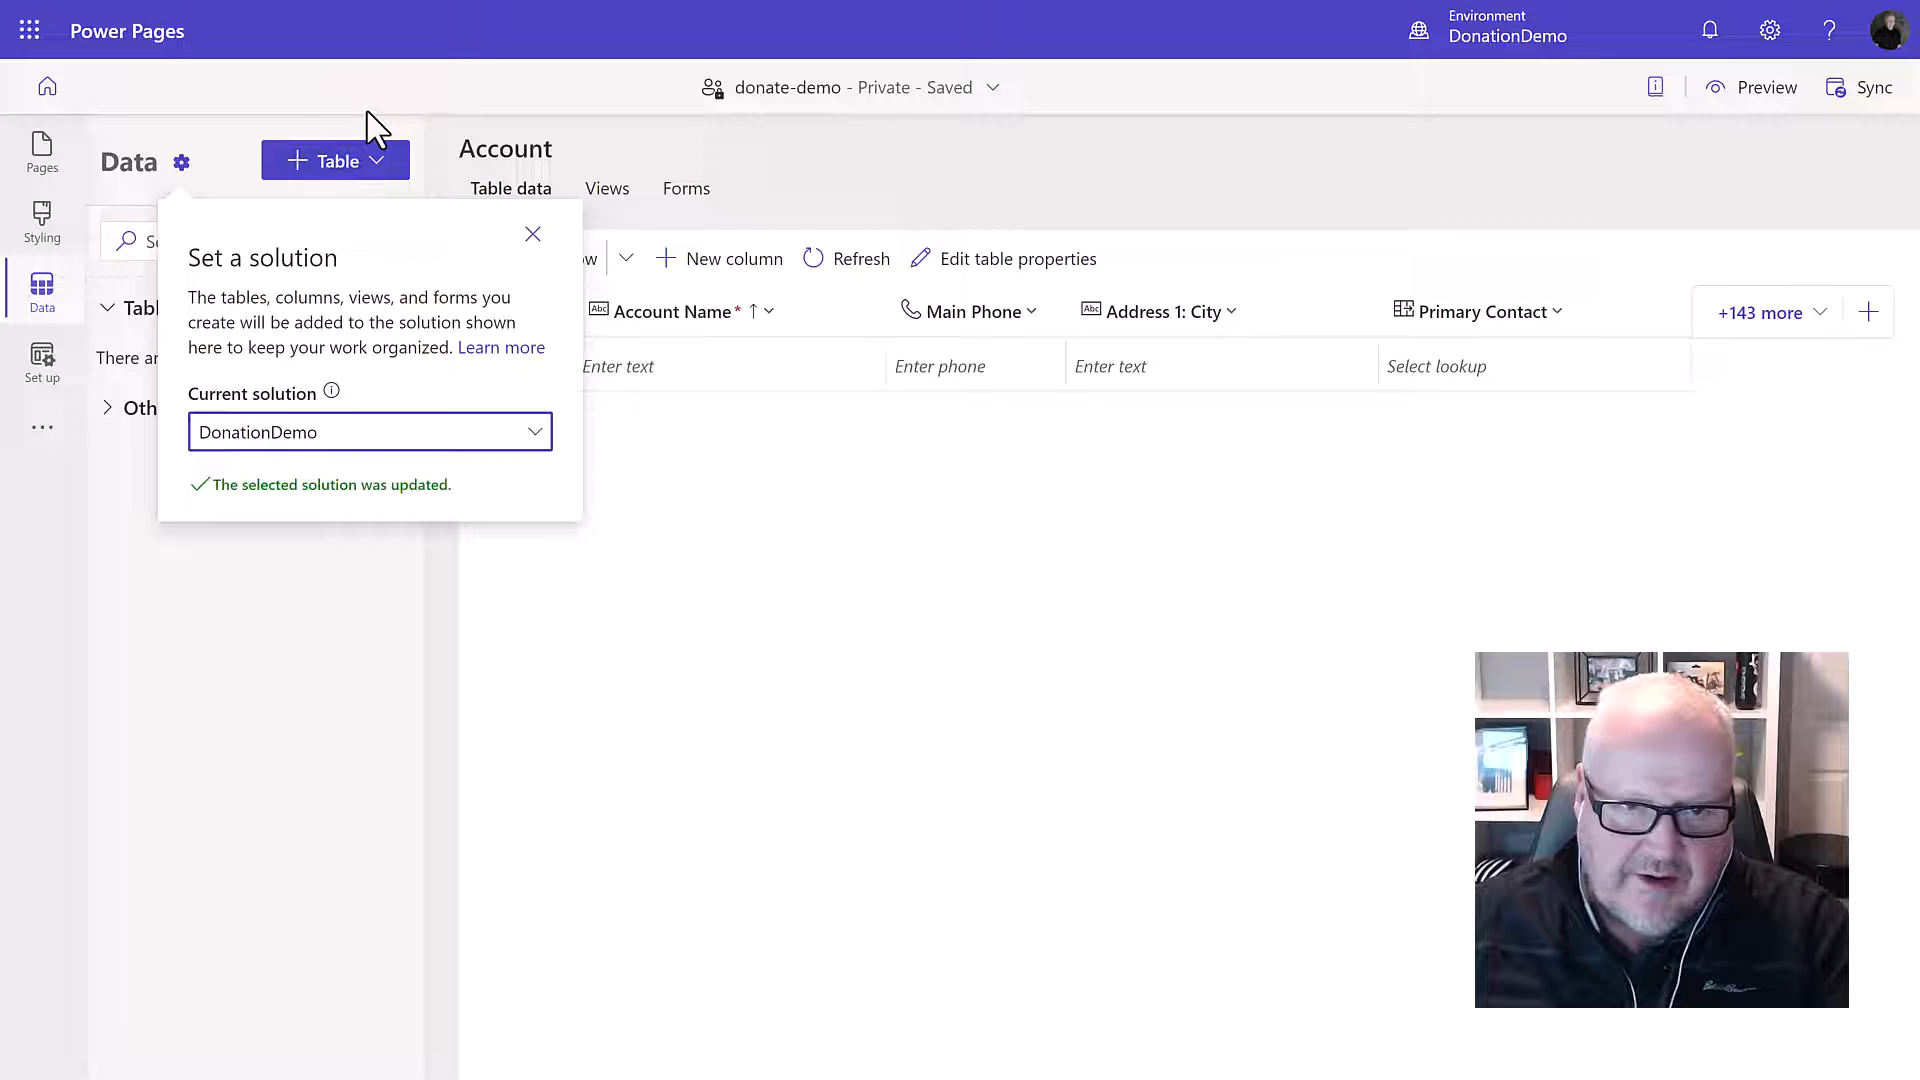 Power Pages
Environment
DonationDemo
donate-demo - Private - Saved
Preview
Sync
Pages
Styling
Data
Set up
Data
+ Table
Account
Table data
Views
Forms
New column
Refresh
Edit table properties
Set a solution
The tables, columns, views, and forms you
create will be added to the solution shown
here to keep your work organized. Learn more
Current solution
DonationDemo
The selected solution was updated.
Abc Account Name*
Main Phone
Abc Address 1: City
Primary Contact
+143 more
Enter text
Enter phone
Enter text
Select lookup
There